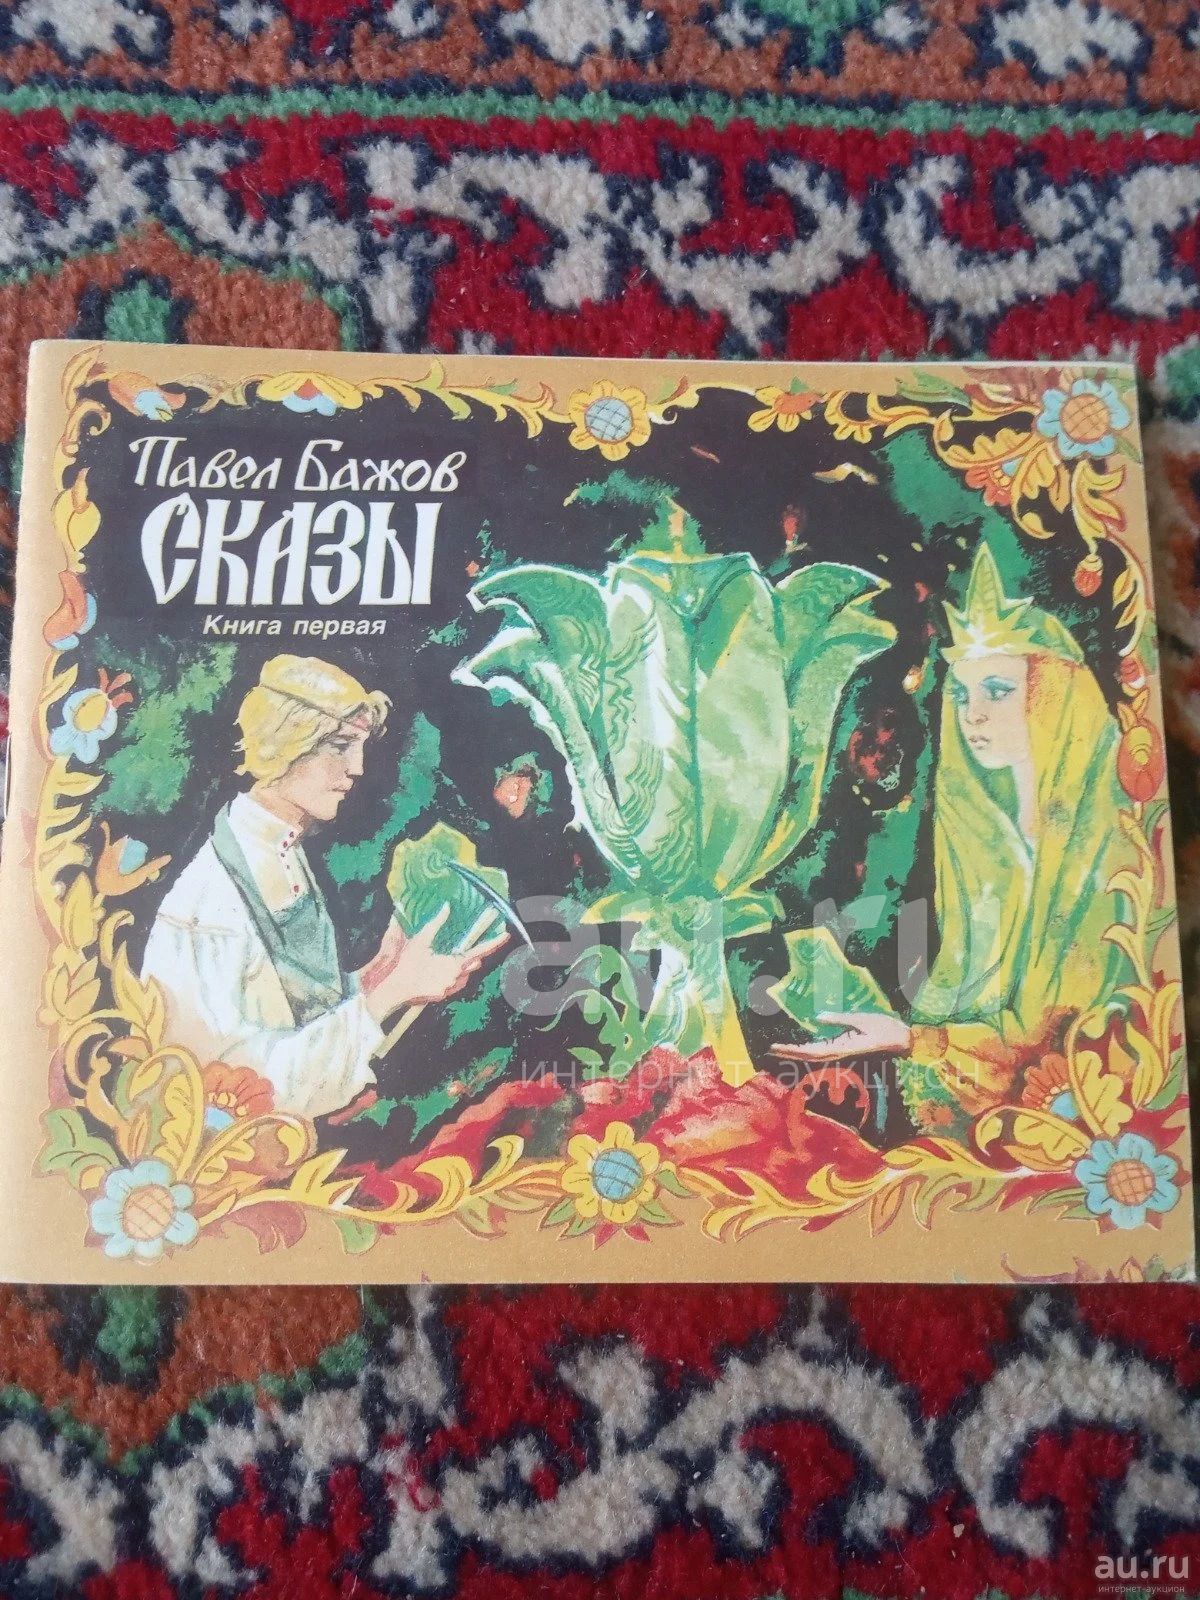 Павел Бажов
СКАЗЫ
Книга первая
au.ru
интернет-аукцион
au.ru
интернет-аукцион